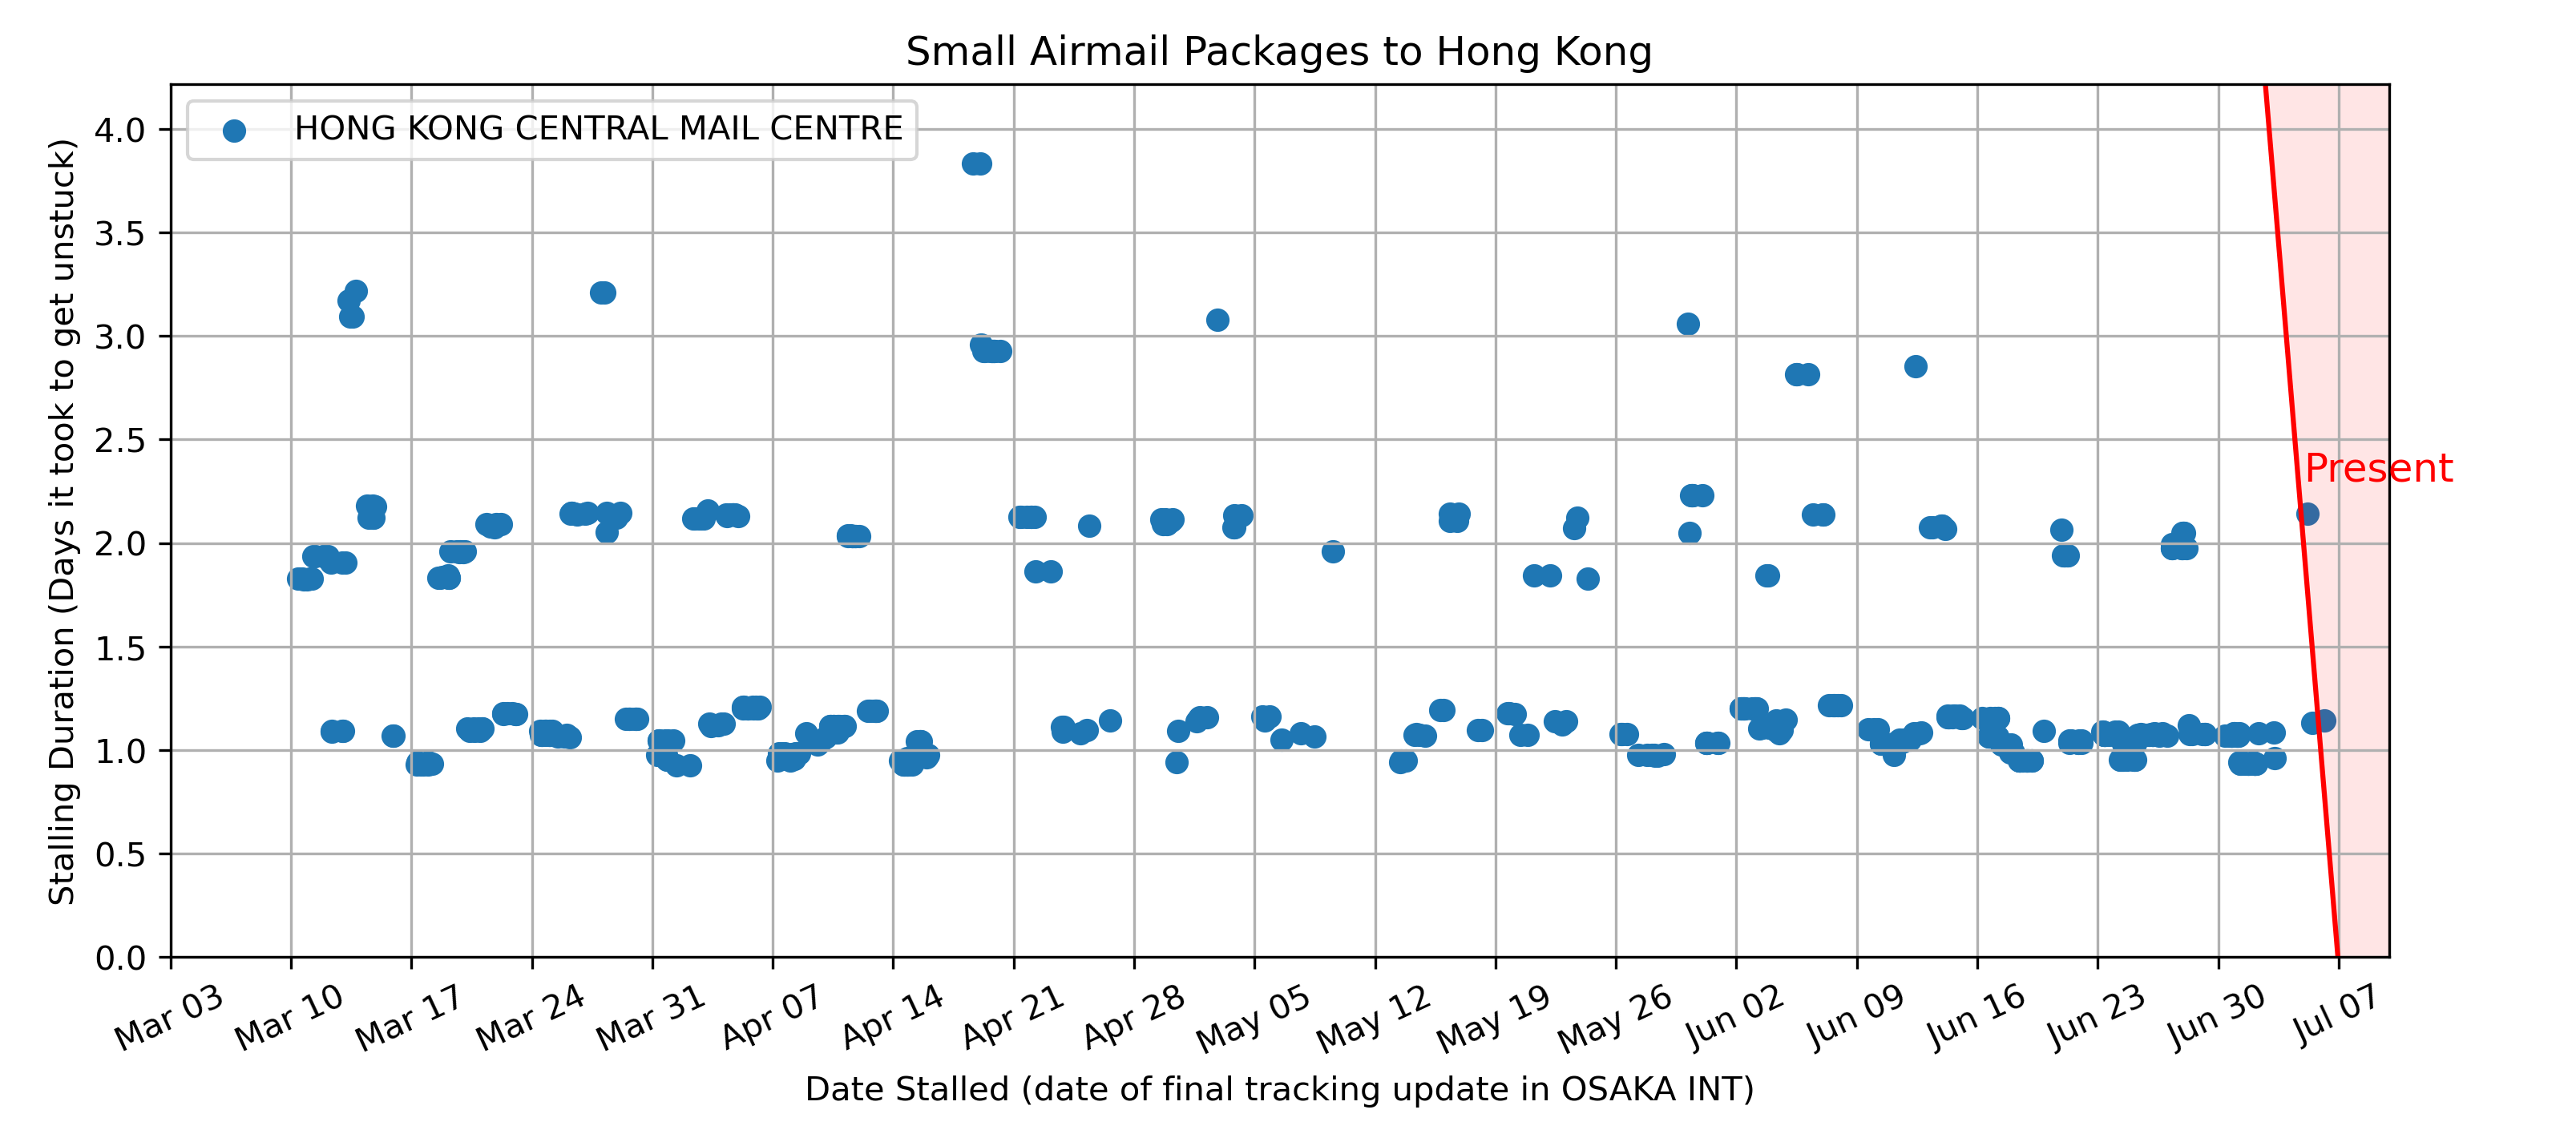 Small Airmail Packages to Hong Kong
HONG KONG CENTRAL MAIL CENTRE
Stalling Duration (Days it took to get unstuck)
4.0
3.5
3.0
2.5
2.0
1.5
1.0
0.5
0.0
Present
Mar 03
Mar 10
Mar 17
Mar 24
Mar 31
Apr 07
Apr 14
Apr 21
Apr 28
May 05
May 12
May 19
May 26
Jun 02
Jun 09
Jun 16
Jun 23
Jun 30
Jul 07
Date Stalled (date of final tracking update in OSAKA INT)